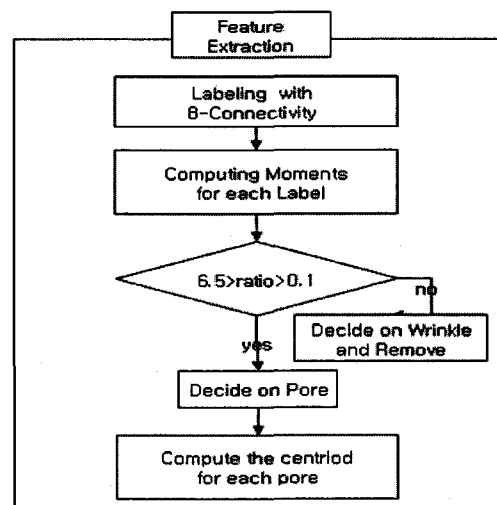 Feature
Extraction
Labeling with
8-Connectivity
Computing Moments
for each Label
6.5>ratio>0.1
no
Decide on Wrinkle
and Remove
yes
Decide on Pore
Compute the centriod
for each pore